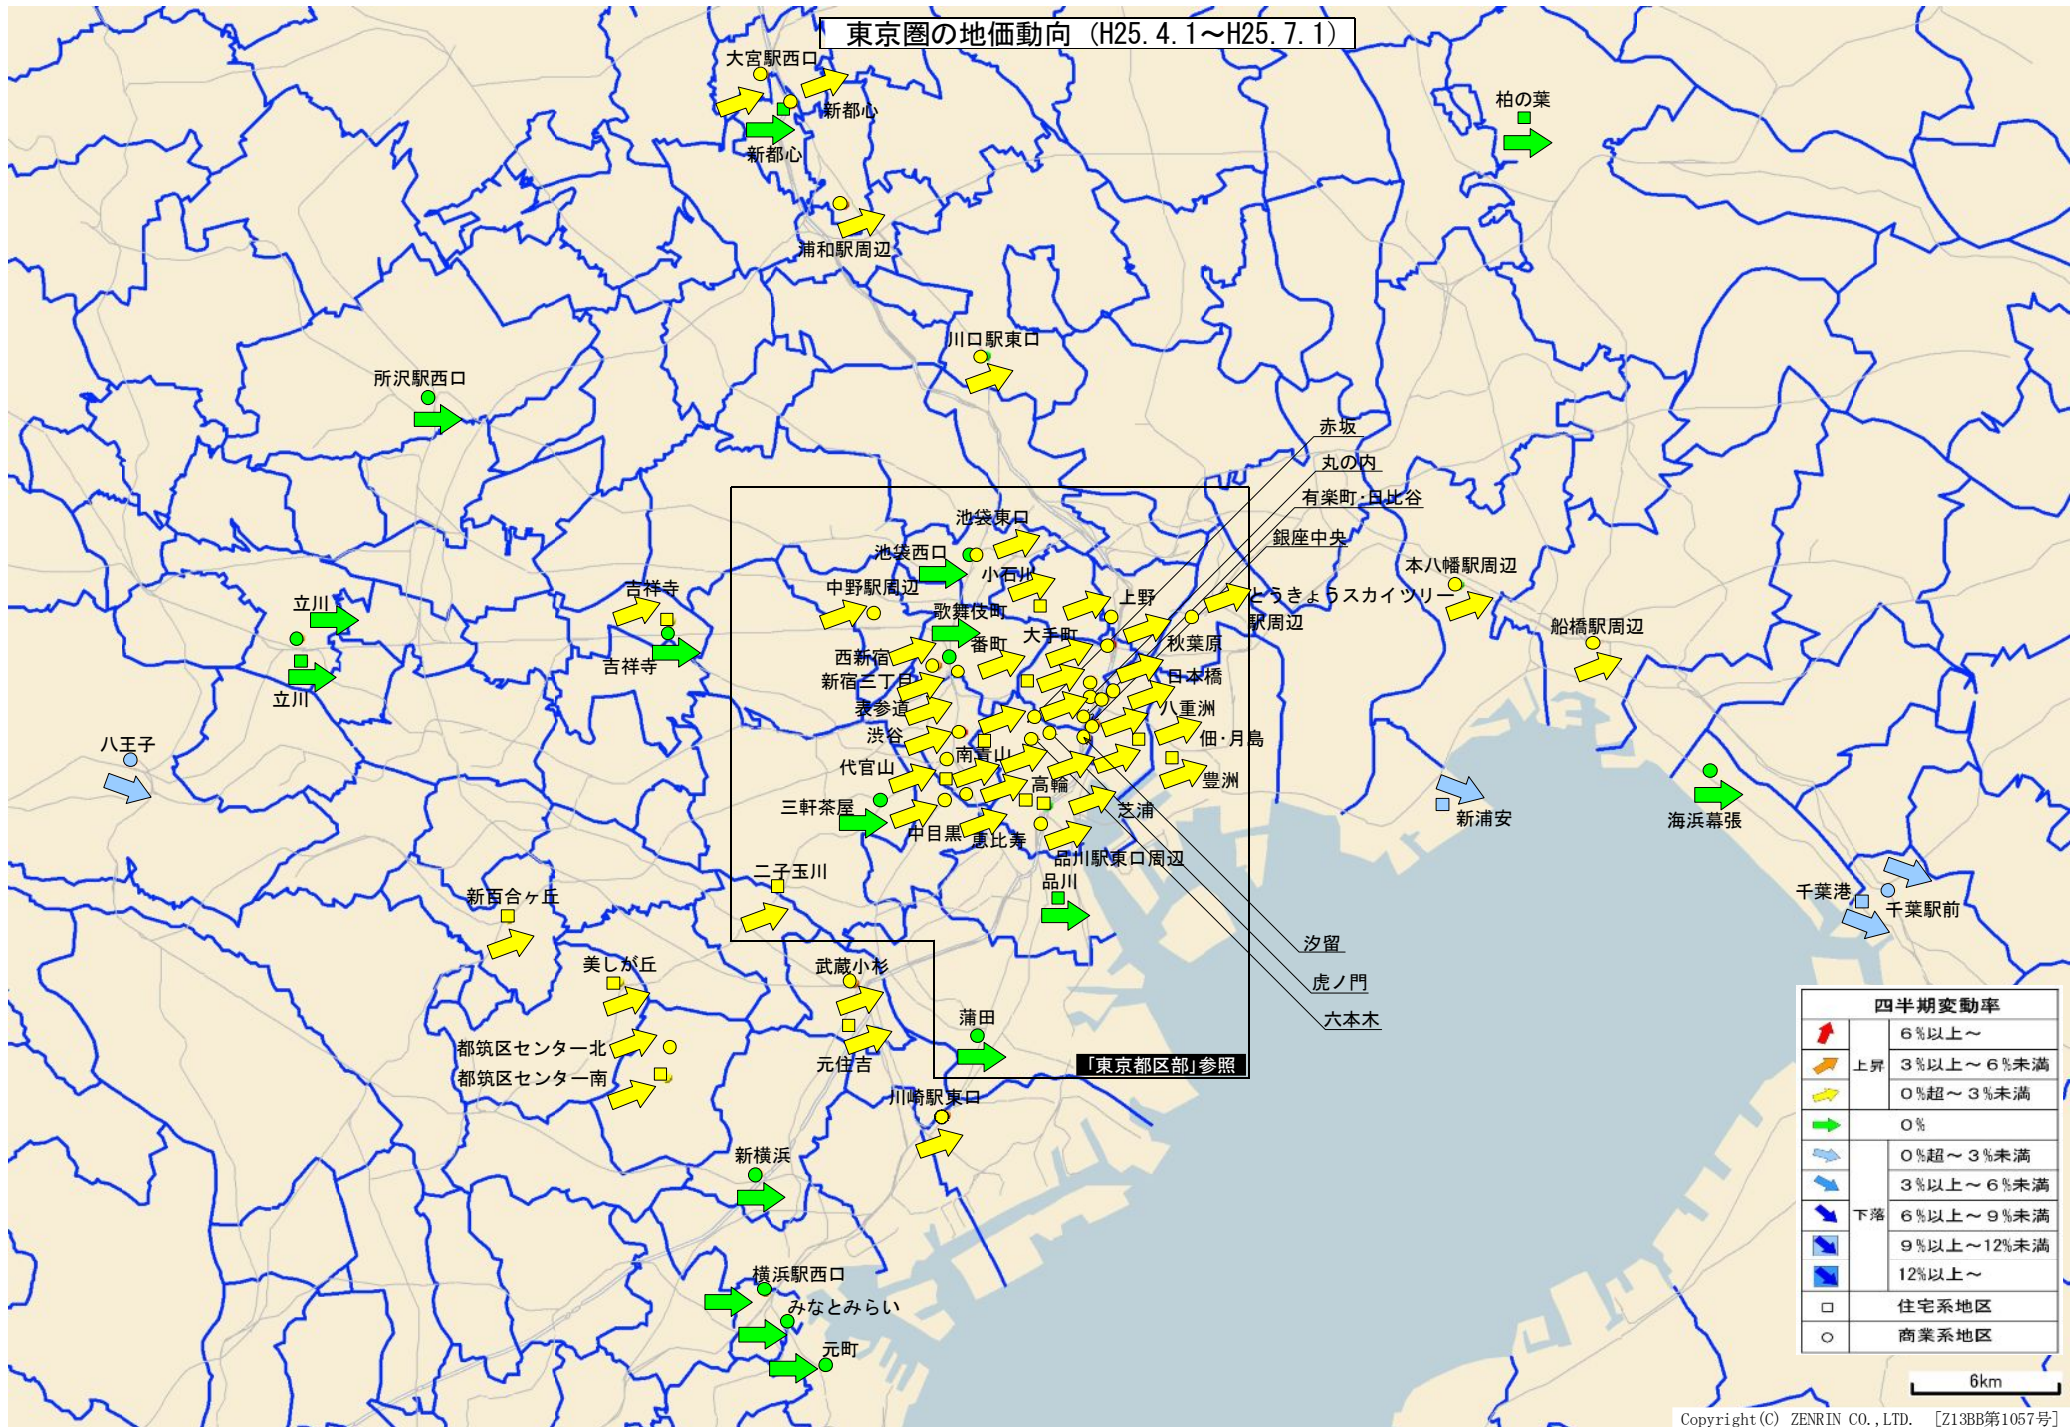 東京圏の地価動向 (H25.4.1～H25.7.1)
大宮駅西口
新都心
新都心
柏の葉
浦和駅周辺
川口駅東口
所沢駅西口
赤坂
丸の内
有楽町・日比谷
銀座中央
池袋東口
池袋西口
小石川
中野駅周辺
上野
とうきょうスカイツリー
駅周辺
本八幡駅周辺
船橋駅周辺
吉祥寺
吉祥寺
立川
立川
歌舞伎町
番町
大手町
秋葉原
西新宿
新宿三丁目
日本橋
表参道
八重洲
渋谷
佃・月島
南青山
代官山
高輪
豊洲
三軒茶屋
芝浦
中目黒
恵比寿
品川駅東口周辺
八王子
新浦安
海浜幕張
二子玉川
品川
新百合ヶ丘
千葉港
千葉駅前
汐留
虎ノ門
六本木
美しが丘
武蔵小杉
蒲田
都筑区センター北
都筑区センター南
元住吉
「東京都区部」参照
川崎駅東口
新横浜
横浜駅西口
みなとみらい
元町
四半期変動率
上昇
6%以上～
3%以上～6%未満
0%超～3%未満
0%
下落
0%超～3%未満
3%以上～6%未満
6%以上～9%未満
9%以上～12%未満
12%以上～
住宅系地区
商業系地区
6km
Copyright(C) ZENRIN CO.,LTD. [Z13BB第1057号]